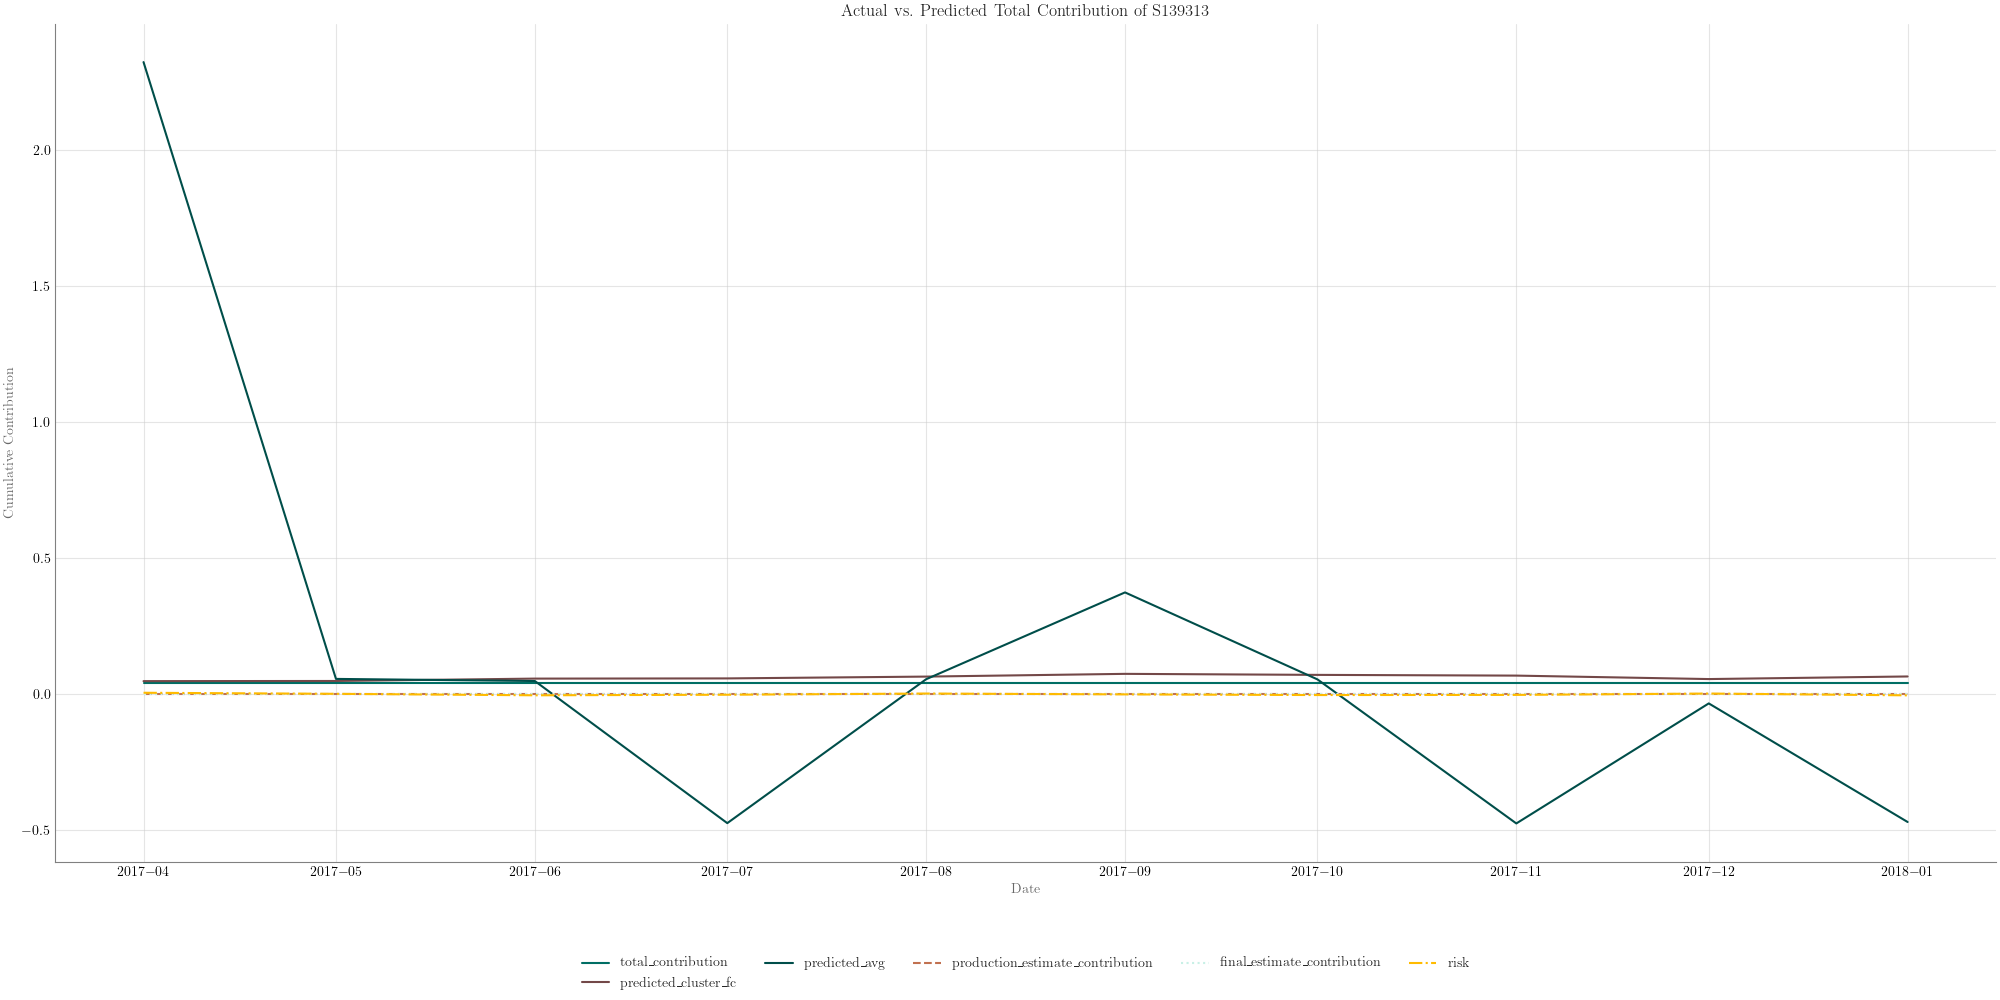 Actual vs. Predicted Total Contribution of S139313
Cumulative Contribution
2.0
1.5
1.0
0.5
0.0
−0.5
2017−04 2017−05 2017−06 2017−07 2017−08 2017−09 2017−10 2017−11 2017−12 2018−01
Date
total_contribution predicted_avg production_estimate_contribution final_estimate_contribution risk
predicted_cluster_fc